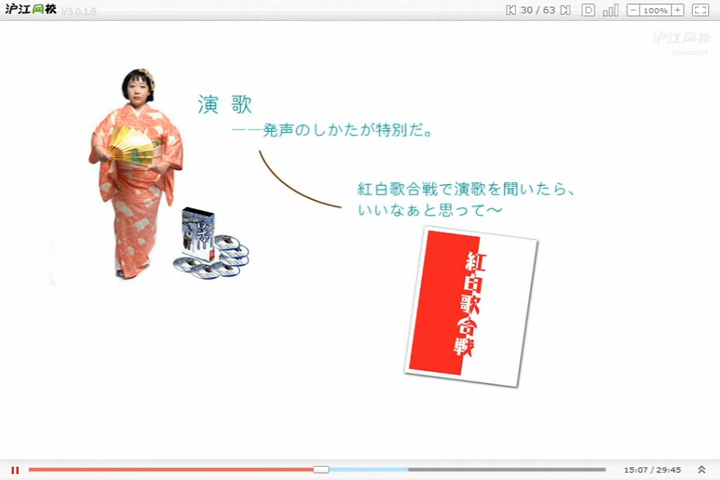 沪江网校 V3.0.1.9
30 / 63
D
100%
沪江网校
演歌
——発声のしかたが特別だ。
紅白歌合戦で演歌を聞いたら、
いいなぁと思って～
紅白歌合戦
15:07 / 29:45